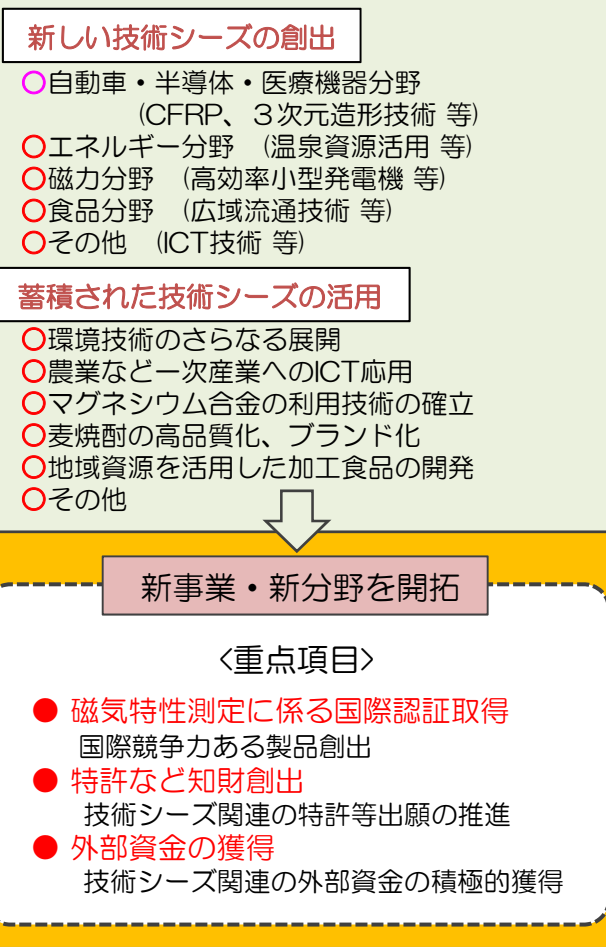 新しい技術シーズの創出
○自動車・半導体・医療機器分野
(CFRP、３次元造形技術 等)
○エネルギー分野 (温泉資源活用 等)
○磁力分野 (高効率小型発電機 等)
○食品分野 (広域流通技術 等)
○その他 (ICT技術 等)
蓄積された技術シーズの活用
○環境技術のさらなる展開
○農業など一次産業へのICT応用
○マグネシウム合金の利用技術の確立
○麦焼酎の高品質化、ブランド化
○地域資源を活用した加工食品の開発
○その他
新事業・新分野を開拓
<重点項目>
● 磁気特性測定に係る国際認証取得
国際競争力ある製品創出
● 特許など知財創出
技術シーズ関連の特許等出願の推進
● 外部資金の獲得
技術シーズ関連の外部資金の積極的獲得